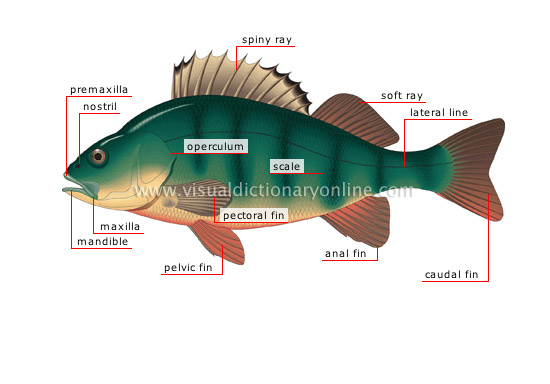 spiny ray
premaxilla
soft ray
nostril
lateral line
operculum
scale
www.visualdictionaryonline.com
pectoral fin
maxilla
mandible
anal fin
pelvic fin
caudal fin